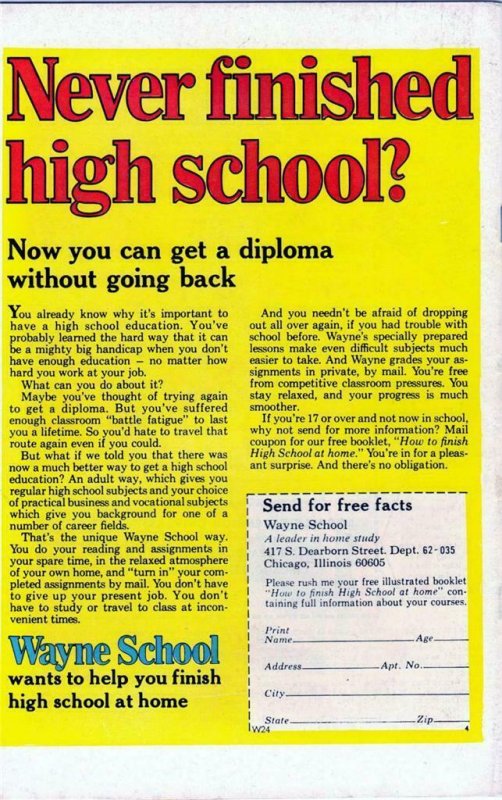 Never finished
high school?
Now you can get a diploma
without going back
You already know why it's important to
have a high school education. You've
probably learned the hard way that it can
be a mighty big handicap when you don't
have enough education — no matter how
hard you work at your job.
What can you do about it?
Maybe you've thought of trying again
to get a diploma. But you've suffered
enough classroom "battle fatigue" to last
you a lifetime. So you'd hate to travel that
route again even if you could.
But what if we told you that there was
now a much better way to get a high school
education? An adult way, which gives you
regular high school subjects and your choice
of practical business and vocational subjects
which give you background for one of a
number of career fields.
That's the unique Wayne School way.
You do your reading and assignments in
your spare time, in the relaxed atmosphere
of your own home, and "turn in" your com-
pleted assignments by mail. You don't have
to give up your present job. You don't
have to study or travel to class at incon-
venient times.
Wayne School
wants to help you finish
high school at home
And you needn't be afraid of dropping
out all over again, if you had trouble with
school before. Wayne's specially prepared
lessons make even difficult subjects much
easier to take. And Wayne grades your as-
signments in private, by mail. You're free
from competitive classroom pressures. You
stay relaxed, and your progress is much
smoother.
If you're 17 or over and not now in school,
why not send for more information? Mail
coupon for our free booklet, "How to finish
High School at home." You're in for a pleas-
ant surprise. And there's no obligation.
Send for free facts
Wayne School
A leader in home study
417 S. Dearborn Street. Dept. 62-035
Chicago, Illinois 60605
Please rush me your free illustrated booklet
"How to finish High School at home" con-
taining full information about your courses.
Print
Name Age
Address Apt. No.
City
State Zip
W24 4